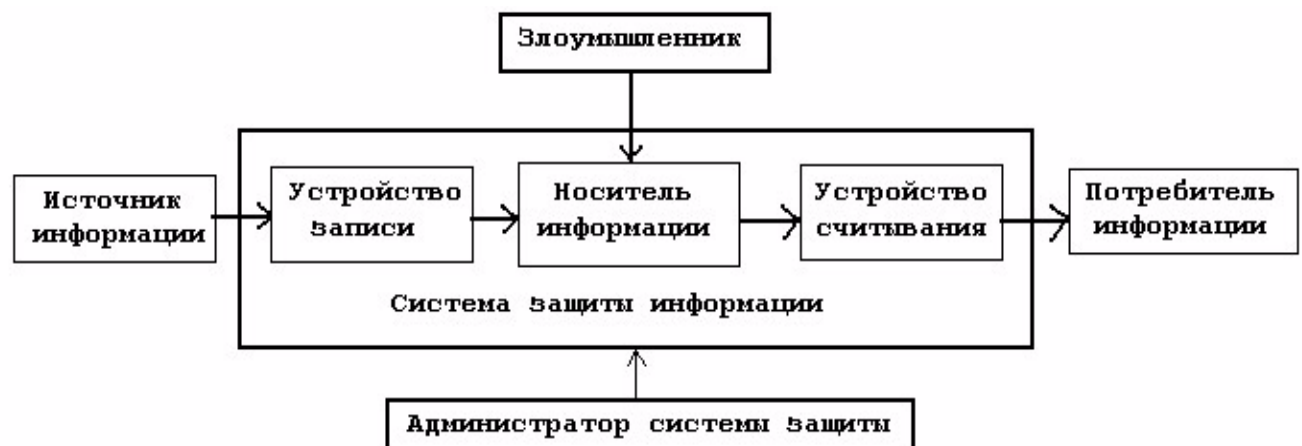 Злоумышленник
Источник
информации
Устройство
записи
Носитель
информации
Устройство
считывания
Потребитель
информации
Система защиты информации
Администратор системы защиты